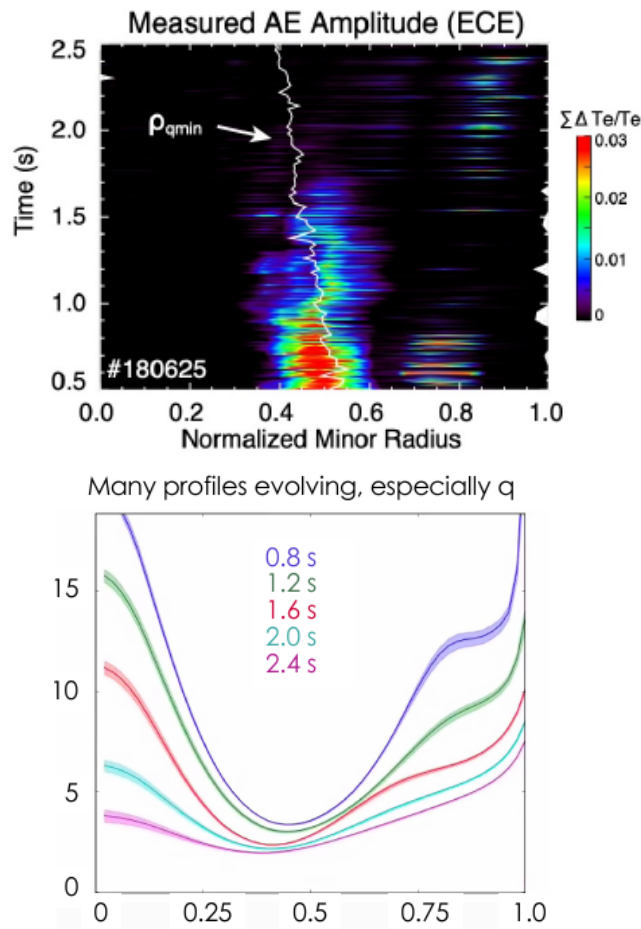 Measured AE Amplitude (ECE)
2.5
2.0
1.5
1.0
0.5
Time (s)
ρqmin
#180625
0.0 0.2 0.4 0.6 0.8 1.0
Normalized Minor Radius
∑ Δ Te/Te
0.03
0.02
0.01
0
Many profiles evolving, especially q
15
10
5
0
0.8 s
1.2 s
1.6 s
2.0 s
2.4 s
0 0.25 0.5 0.75 1.0